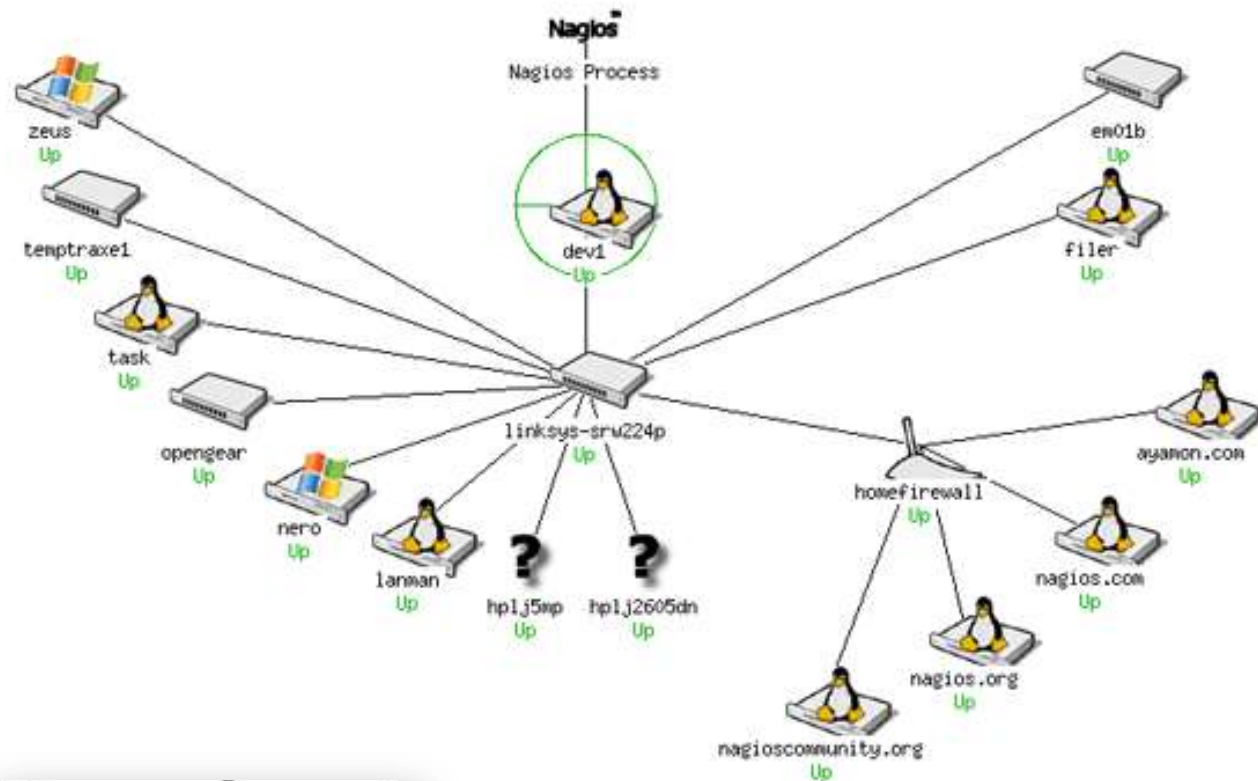 Nagios™
Nagios Process
zeus
Up
em01b
Up
temptraxe1
Up
dev1
Up
filer
Up
task
Up
opengear
Up
linksys-srw224p
Up
ayamon.com
Up
nero
Up
homefirewall
Up
lanman
Up
?
hplj5mp
Up
?
hplj2605dn
Up
nagios.com
Up
nagios.org
Up
nagioscommunity.org
Up